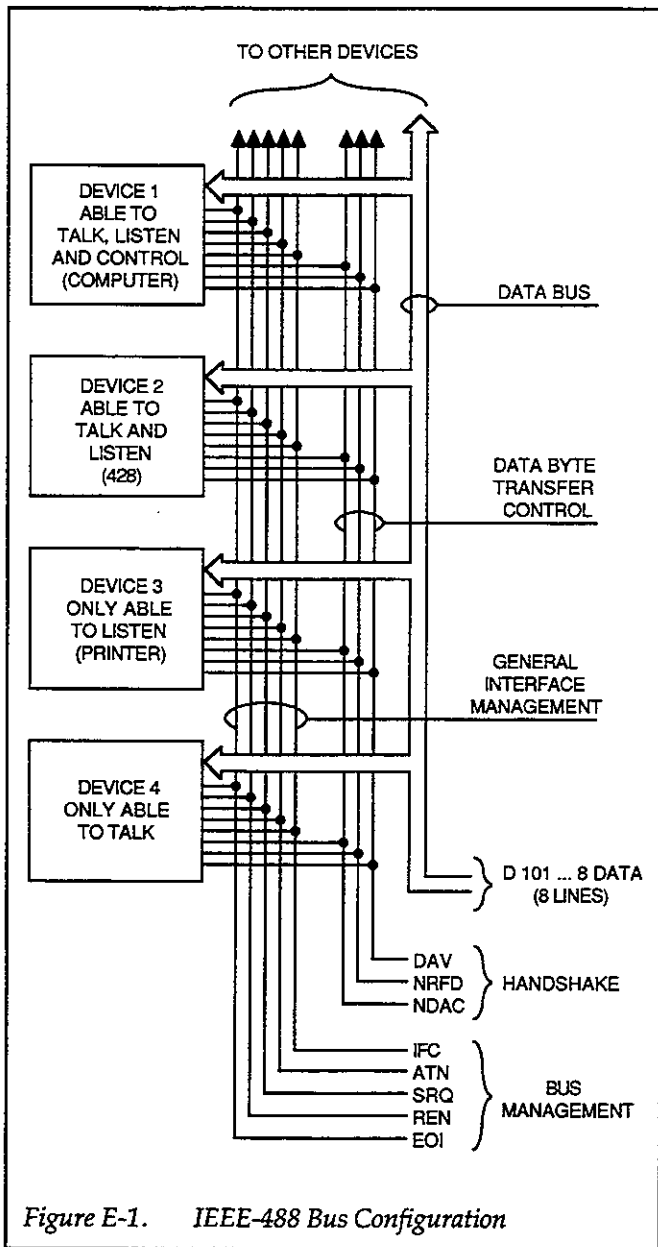 TO OTHER DEVICES
DEVICE 1
ABLE TO
TALK, LISTEN
AND CONTROL
(COMPUTER)
DATA BUS
DEVICE 2
ABLE TO
TALK AND
LISTEN
(428)
DATA BYTE
TRANSFER
CONTROL
DEVICE 3
ONLY ABLE
TO LISTEN
(PRINTER)
GENERAL
INTERFACE
MANAGEMENT
DEVICE 4
ONLY ABLE
TO TALK
D 101 ... 8 DATA
(8 LINES)
DAV
NRFD
NDAC
HANDSHAKE
IFC
ATN
SRQ
REN
EOI
BUS
MANAGEMENT
Figure E-1. IEEE-488 Bus Configuration